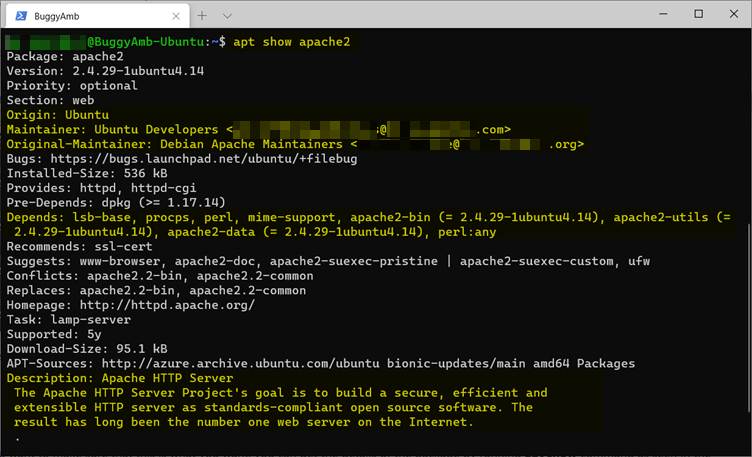 BuggyAmb
@BuggyAmb-Ubuntu:~$ apt show apache2
Package: apache2
Version: 2.4.29-1ubuntu4.14
Priority: optional
Section: web
Origin: Ubuntu
Maintainer: Ubuntu Developers < s@ .com>
Original-Maintainer: Debian Apache Maintainers < e@ .org>
Bugs: https://bugs.launchpad.net/ubuntu/+filebug
Installed-Size: 536 kB
Provides: httpd, httpd-cgi
Pre-Depends: dpkg (>= 1.17.14)
Depends: lsb-base, procps, perl, mime-support, apache2-bin (= 2.4.29-1ubuntu4.14), apache2-utils (=
2.4.29-1ubuntu4.14), apache2-data (= 2.4.29-1ubuntu4.14), perl:any
Recommends: ssl-cert
Suggests: www-browser, apache2-doc, apache2-suexec-pristine | apache2-suexec-custom, ufw
Conflicts: apache2.2-bin, apache2.2-common
Replaces: apache2.2-bin, apache2.2-common
Homepage: http://httpd.apache.org/
Task: lamp-server
Supported: 5y
Download-Size: 95.1 kB
APT-Sources: http://azure.archive.ubuntu.com/ubuntu bionic-updates/main amd64 Packages
Description: Apache HTTP Server
The Apache HTTP Server Project's goal is to build a secure, efficient and
extensible HTTP server as standards-compliant open source software. The
result has long been the number one web server on the Internet.
.